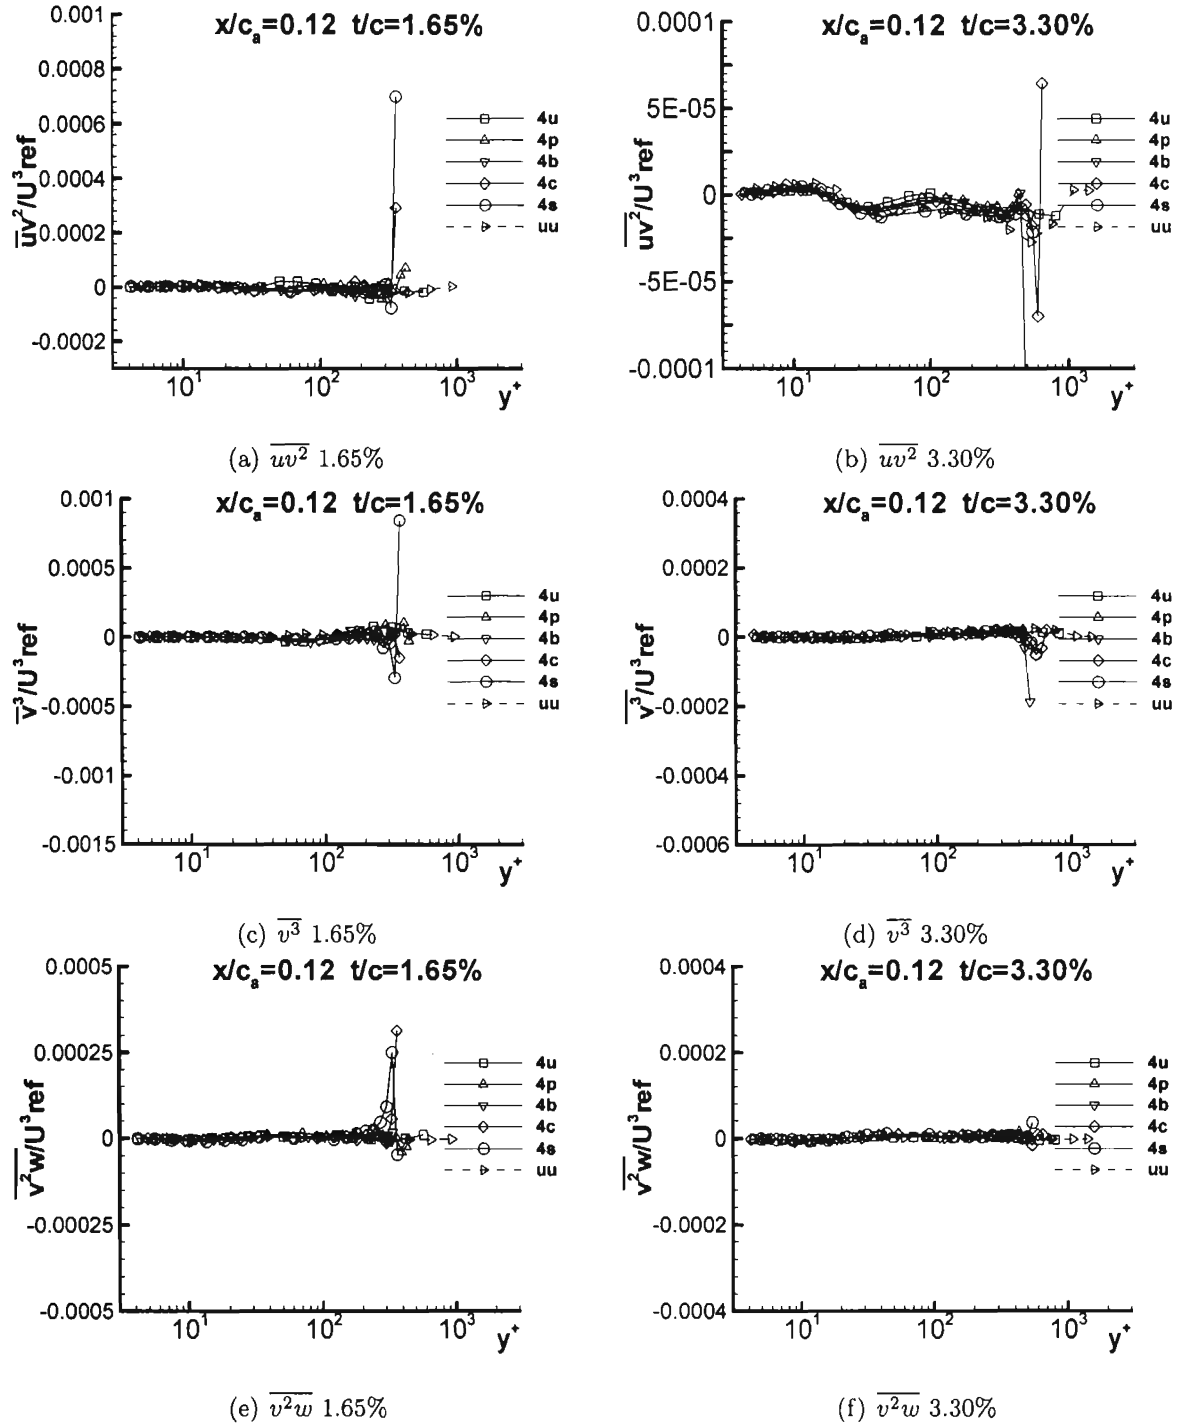 x/cₐ=0.12 t/c=1.65%
0.001
0.0008
0.0006
0.0004
0.0002
0
-0.0002
uv²/U³ref
4u
4p
4b
4c
4s
uu
10¹ 10² 10³ y⁺
(a) uv² 1.65%
x/cₐ=0.12 t/c=3.30%
0.0001
5E-05
0
-5E-05
-0.0001
uv²/U³ref
4u
4p
4b
4c
4s
uu
10¹ 10² 10³ y⁺
(b) uv² 3.30%
x/cₐ=0.12 t/c=1.65%
0.001
0.0005
0
-0.0005
-0.001
-0.0015
v³/U³ref
4u
4p
4b
4c
4s
uu
10¹ 10² 10³ y⁺
(c) v³ 1.65%
x/cₐ=0.12 t/c=3.30%
0.0004
0.0002
0
-0.0002
-0.0004
-0.0006
v³/U³ref
4u
4p
4b
4c
4s
uu
10¹ 10² 10³ y⁺
(d) v³ 3.30%
x/cₐ=0.12 t/c=1.65%
0.0005
0.00025
0
-0.00025
-0.0005
v²w/U³ref
4u
4p
4b
4c
4s
uu
10¹ 10² 10³ y⁺
(e) v²w 1.65%
x/cₐ=0.12 t/c=3.30%
0.0004
0.0002
0
-0.0002
-0.0004
v²w/U³ref
4u
4p
4b
4c
4s
uu
10¹ 10² 10³ y⁺
(f) v²w 3.30%